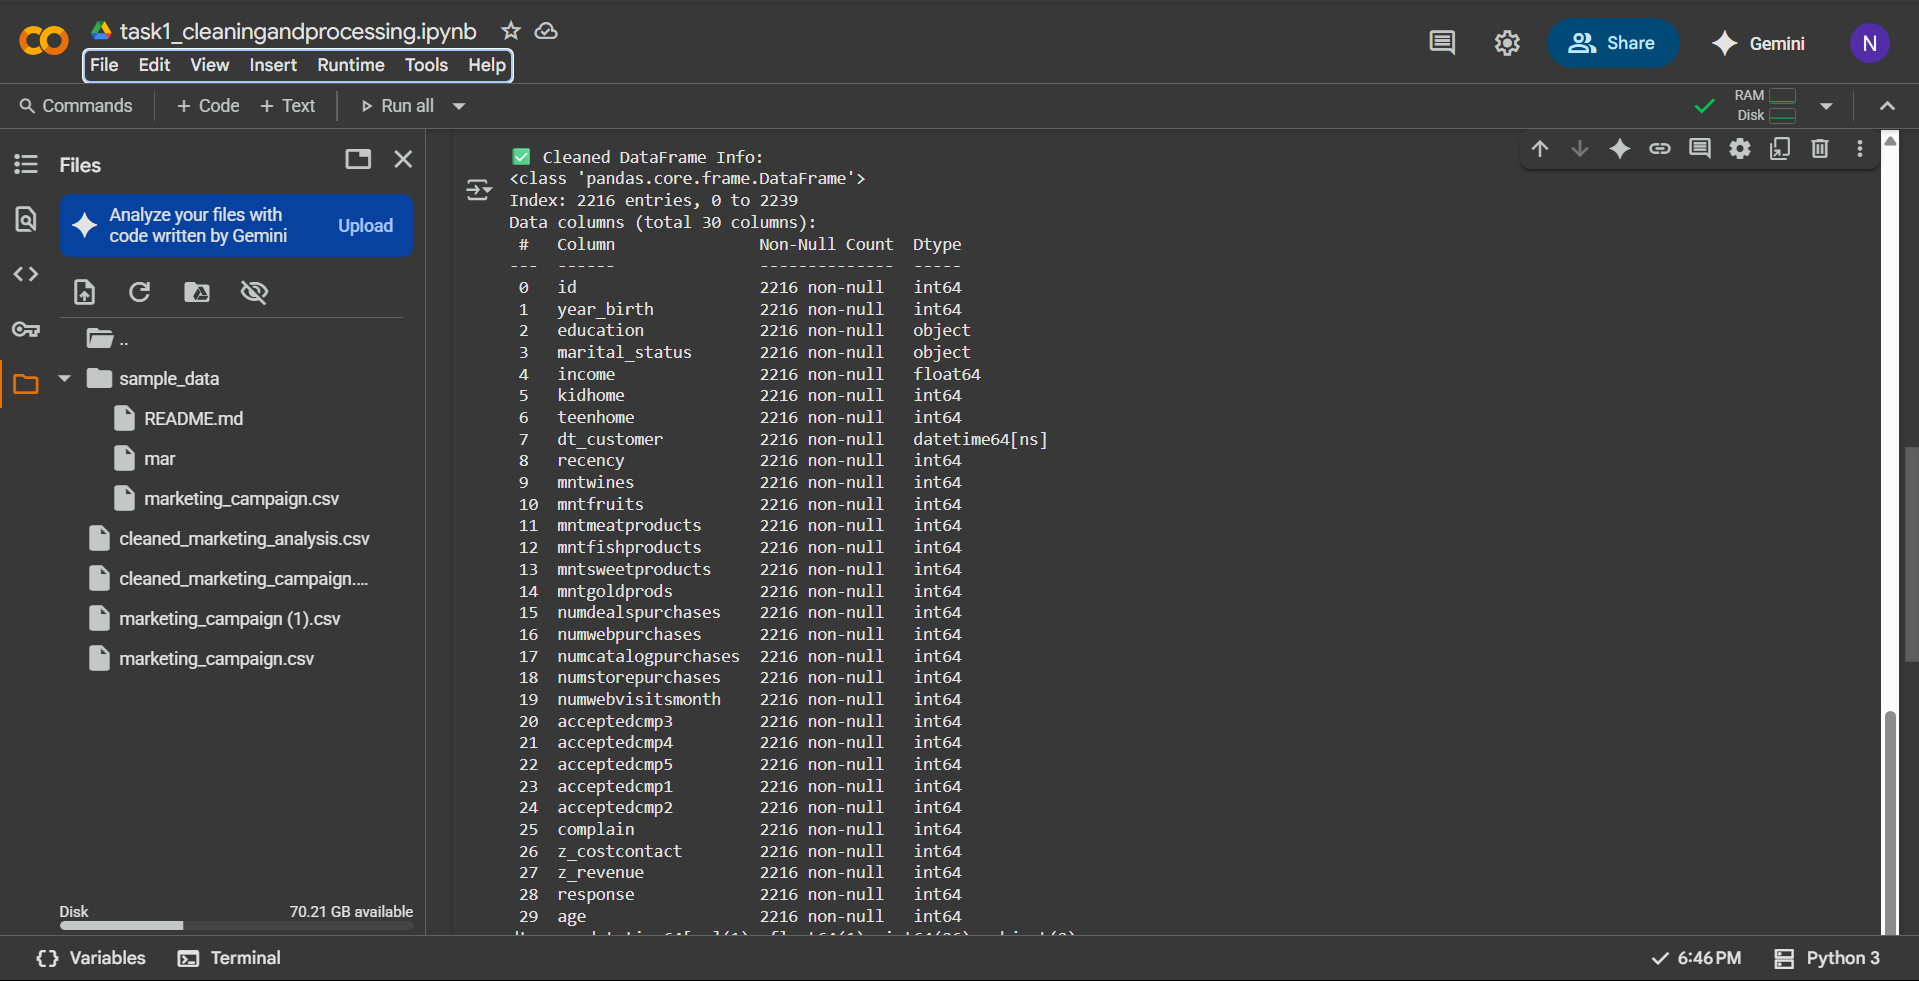 task1_cleaningandprocessing.ipynb
File Edit View Insert Runtime Tools Help
Share
Gemini
N
Commands + Code + Text Run all
RAM
Disk
Files
Analyze your files with
code written by Gemini
Upload
..
sample_data
README.md
mar
marketing_campaign.csv
cleaned_marketing_analysis.csv
cleaned_marketing_campaign....
marketing_campaign (1).csv
marketing_campaign.csv
Disk 70.21 GB available
✅ Cleaned DataFrame Info:
<class 'pandas.core.frame.DataFrame'>
Index: 2216 entries, 0 to 2239
Data columns (total 30 columns):
 #   Column               Non-Null Count  Dtype
---  ------               --------------  -----
 0   id                   2216 non-null   int64
 1   year_birth           2216 non-null   int64
 2   education            2216 non-null   object
 3   marital_status       2216 non-null   object
 4   income               2216 non-null   float64
 5   kidhome              2216 non-null   int64
 6   teenhome             2216 non-null   int64
 7   dt_customer          2216 non-null   datetime64[ns]
 8   recency              2216 non-null   int64
 9   mntwines             2216 non-null   int64
 10  mntfruits            2216 non-null   int64
 11  mntmeatproducts      2216 non-null   int64
 12  mntfishproducts      2216 non-null   int64
 13  mntsweetproducts     2216 non-null   int64
 14  mntgoldprods         2216 non-null   int64
 15  numdealspurchases    2216 non-null   int64
 16  numwebpurchases      2216 non-null   int64
 17  numcatalogpurchases  2216 non-null   int64
 18  numstorepurchases    2216 non-null   int64
 19  numwebvisitsmonth    2216 non-null   int64
 20  acceptedcmp3         2216 non-null   int64
 21  acceptedcmp4         2216 non-null   int64
 22  acceptedcmp5         2216 non-null   int64
 23  acceptedcmp1         2216 non-null   int64
 24  acceptedcmp2         2216 non-null   int64
 25  complain             2216 non-null   int64
 26  z_costcontact        2216 non-null   int64
 27  z_revenue            2216 non-null   int64
 28  response             2216 non-null   int64
 29  age                  2216 non-null   int64
Variables Terminal
6:46 PM Python 3